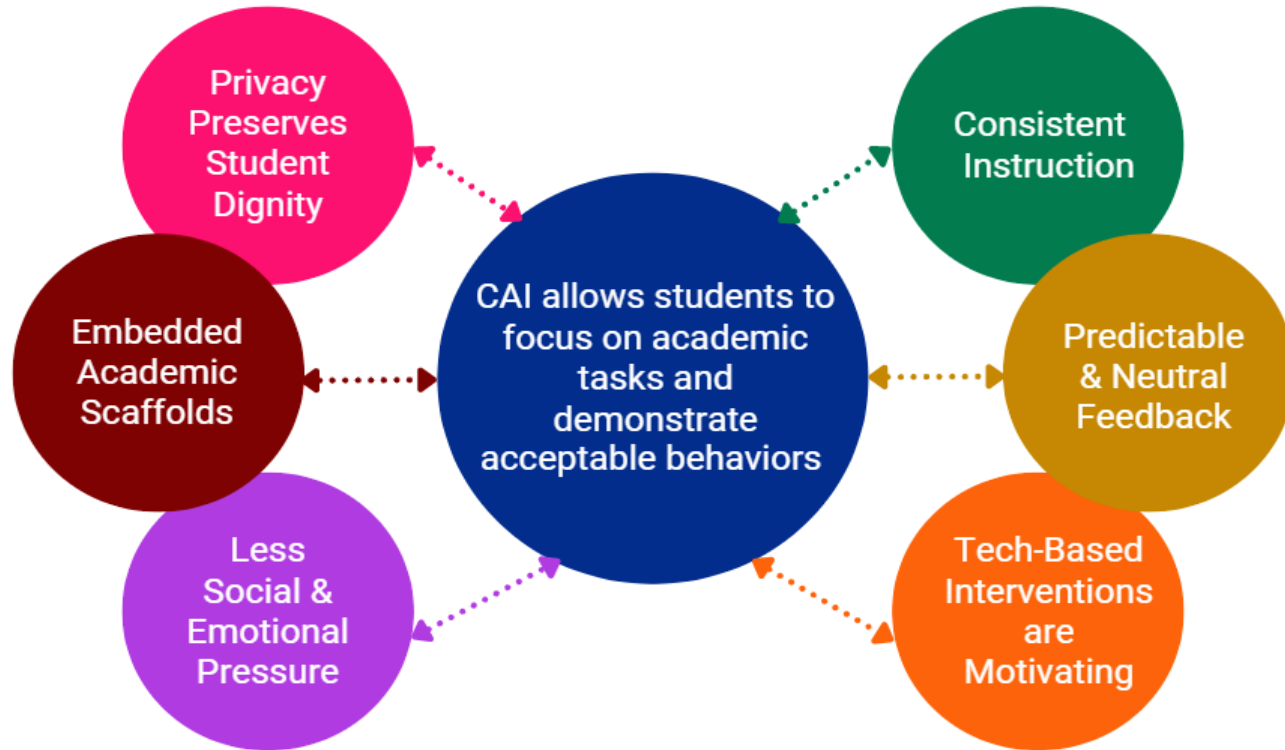 Privacy
Preserves
Student
Dignity
Consistent
Instruction
CAI allows students to
focus on academic
tasks and
demonstrate
acceptable behaviors
Embedded
Academic
Scaffolds
Predictable
& Neutral
Feedback
Less
Social &
Emotional
Pressure
Tech-Based
Interventions
are
Motivating